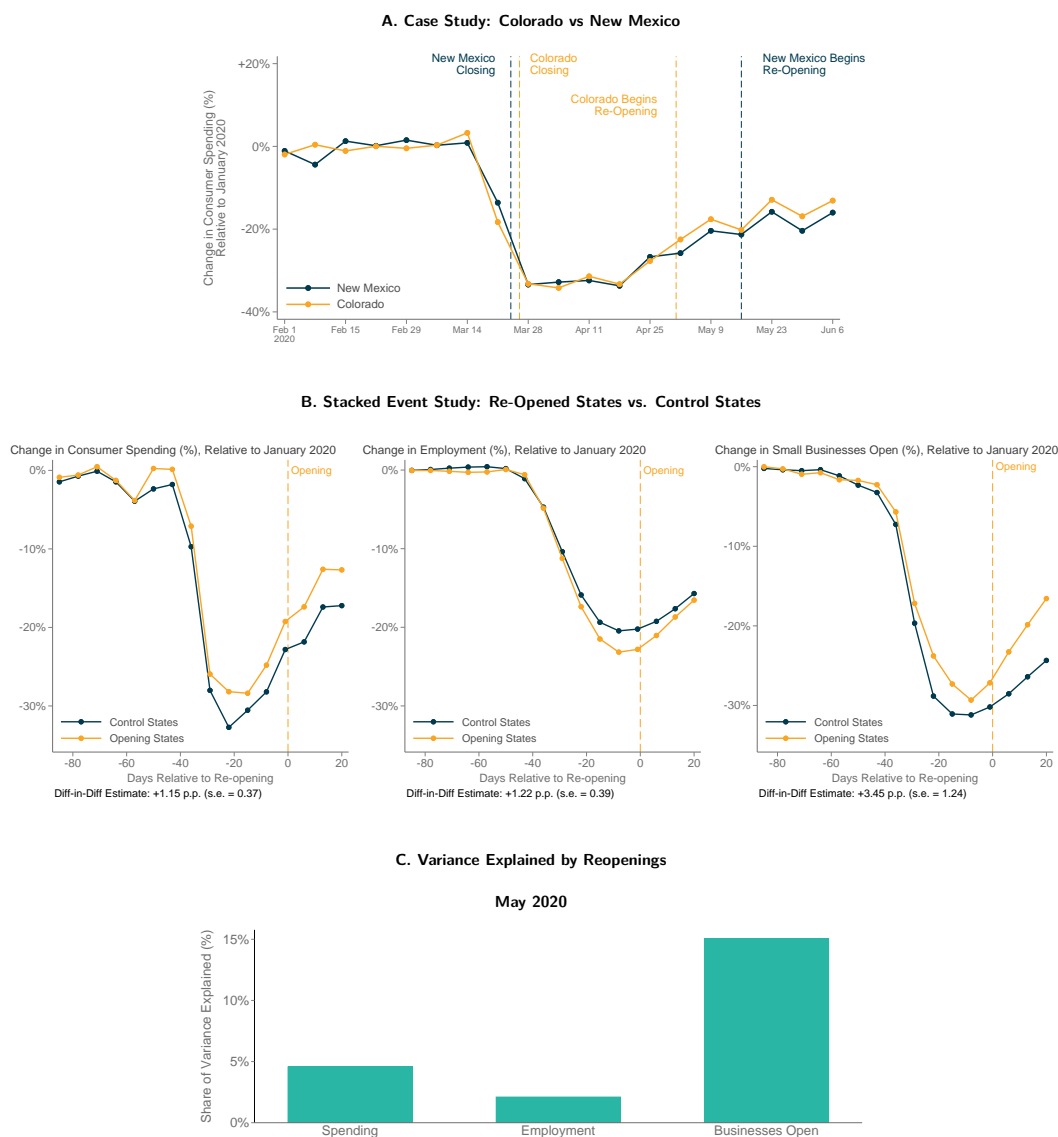 A. Case Study: Colorado vs New Mexico
Change in Consumer Spending (%)
Relative to January 2020
+20%
0%
-20%
-40%
New Mexico
Closing
Colorado
Closing
Colorado Begins
Re-Opening
New Mexico Begins
Re-Opening
New Mexico
Colorado
Feb 1
2020
Feb 15
Feb 29
Mar 14
Mar 28
Apr 11
Apr 25
May 9
May 23
Jun 6
B. Stacked Event Study: Re-Opened States vs. Control States
Change in Consumer Spending (%), Relative to January 2020
0%
-10%
-20%
-30%
Opening
Control States
Opening States
-80
-60
-40
-20
0
20
Days Relative to Re-opening
Diff-in-Diff Estimate: +1.15 p.p. (s.e. = 0.37)
Change in Employment (%), Relative to January 2020
0%
-10%
-20%
-30%
Opening
Control States
Opening States
-80
-60
-40
-20
0
20
Days Relative to Re-opening
Diff-in-Diff Estimate: +1.22 p.p. (s.e. = 0.39)
Change in Small Businesses Open (%), Relative to January 2020
0%
-10%
-20%
-30%
Opening
Control States
Opening States
-80
-60
-40
-20
0
20
Days Relative to Re-opening
Diff-in-Diff Estimate: +3.45 p.p. (s.e. = 1.24)
C. Variance Explained by Reopenings
May 2020
Share of Variance Explained (%)
15%
10%
5%
0%
Spending
Employment
Businesses Open